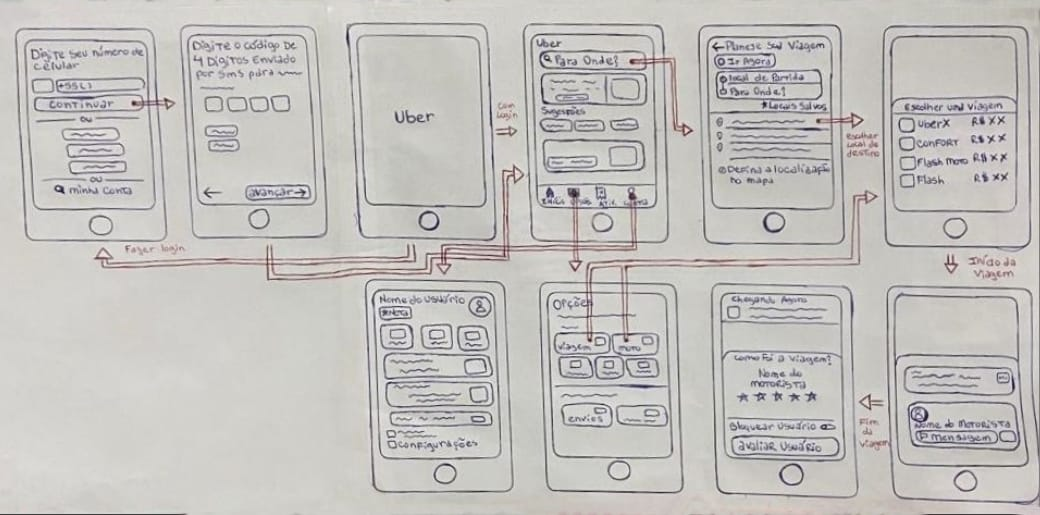 Digite seu número de
celular
+55()
Continuar
ou
ou
minha conta
Fazer login
Digite o código De
4 Dígitos Enviado
por Sms para
avançar
Uber
Com
Login
Uber
Para Onde?
Sugestões
Início
Opções
Ativ.
Conta
Planeje Sua Viagem
Ir Agora
Local de Partida
Para Onde?
Locais Salvos
Defina a localização
no mapa
escolher
Local de
destino
Escolher uma Viagem
UberX R$ XX
Confort R$ XX
Flash Moto R$ XX
Flash R$ XX
Início da
Viagem
Nome do Usuário
Nota
Configurações
Opções
Viagem
Moto
envios
Chegando Agora
Como Foi a Viagem?
Nome do
Motorista
Bloquear Usuário
avaliar Usuário
Fim
da
Viagem
Nome do Motorista
Mensagem